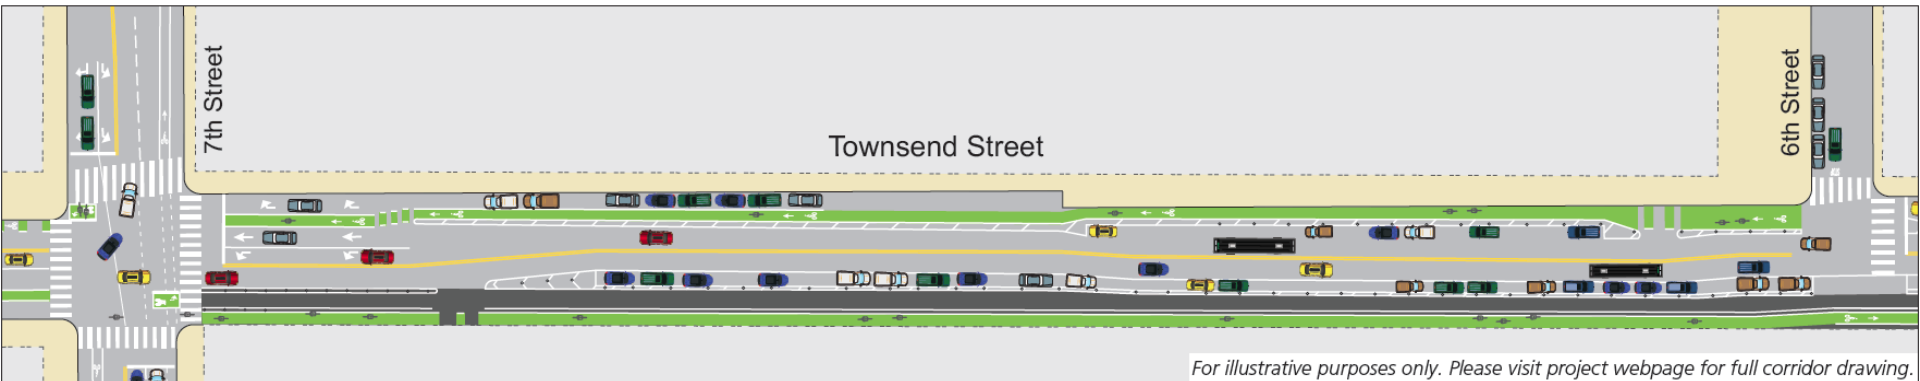 7th Street
Townsend Street
6th Street
For illustrative purposes only. Please visit project webpage for full corridor drawing.